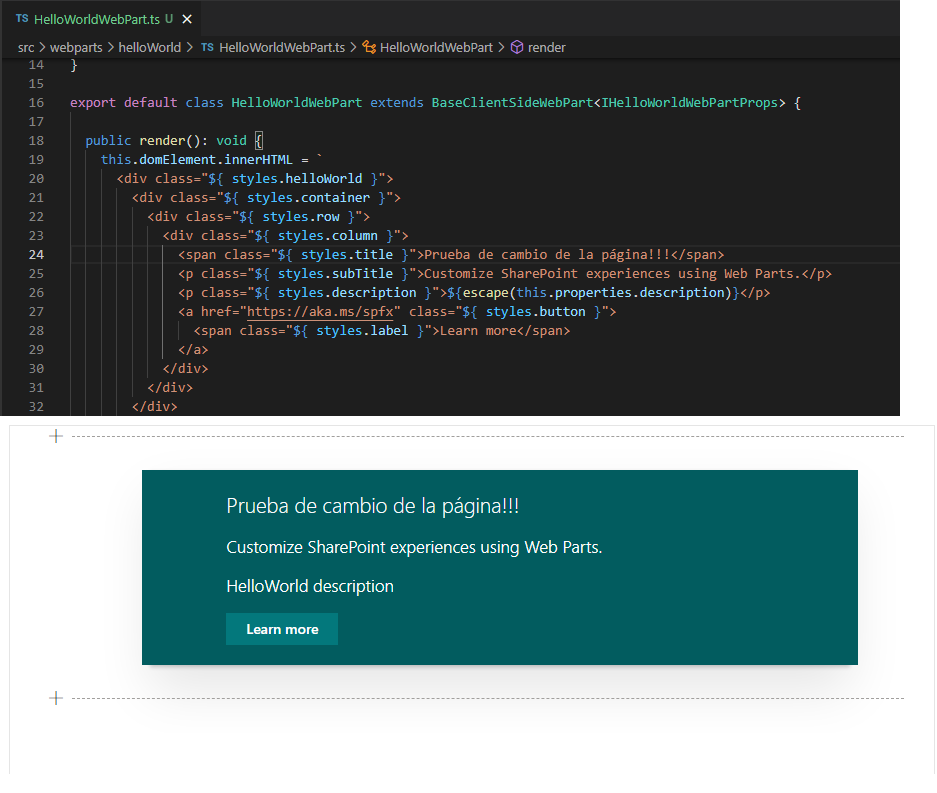 TS HelloWorldWebPart.ts U ×
src > webparts > helloWorld > TS HelloWorldWebPart.ts > HelloWorldWebPart > render
14 }
15
16 export default class HelloWorldWebPart extends BaseClientSideWebPart<IHelloWorldWebPartProps> {
17
18 public render(): void {
19 this.domElement.innerHTML = `
20 <div class="${ styles.helloWorld }">
21 <div class="${ styles.container }">
22 <div class="${ styles.row }">
23 <div class="${ styles.column }">
24 <span class="${ styles.title }">Prueba de cambio de la página!!!</span>
25 <p class="${ styles.subTitle }">Customize SharePoint experiences using Web Parts.</p>
26 <p class="${ styles.description }">${escape(this.properties.description)}</p>
27 <a href="https://aka.ms/spfx" class="${ styles.button }">
28 <span class="${ styles.label }">Learn more</span>
29 </a>
30 </div>
31 </div>
32 </div>
Prueba de cambio de la página!!!
Customize SharePoint experiences using Web Parts.
HelloWorld description
Learn more